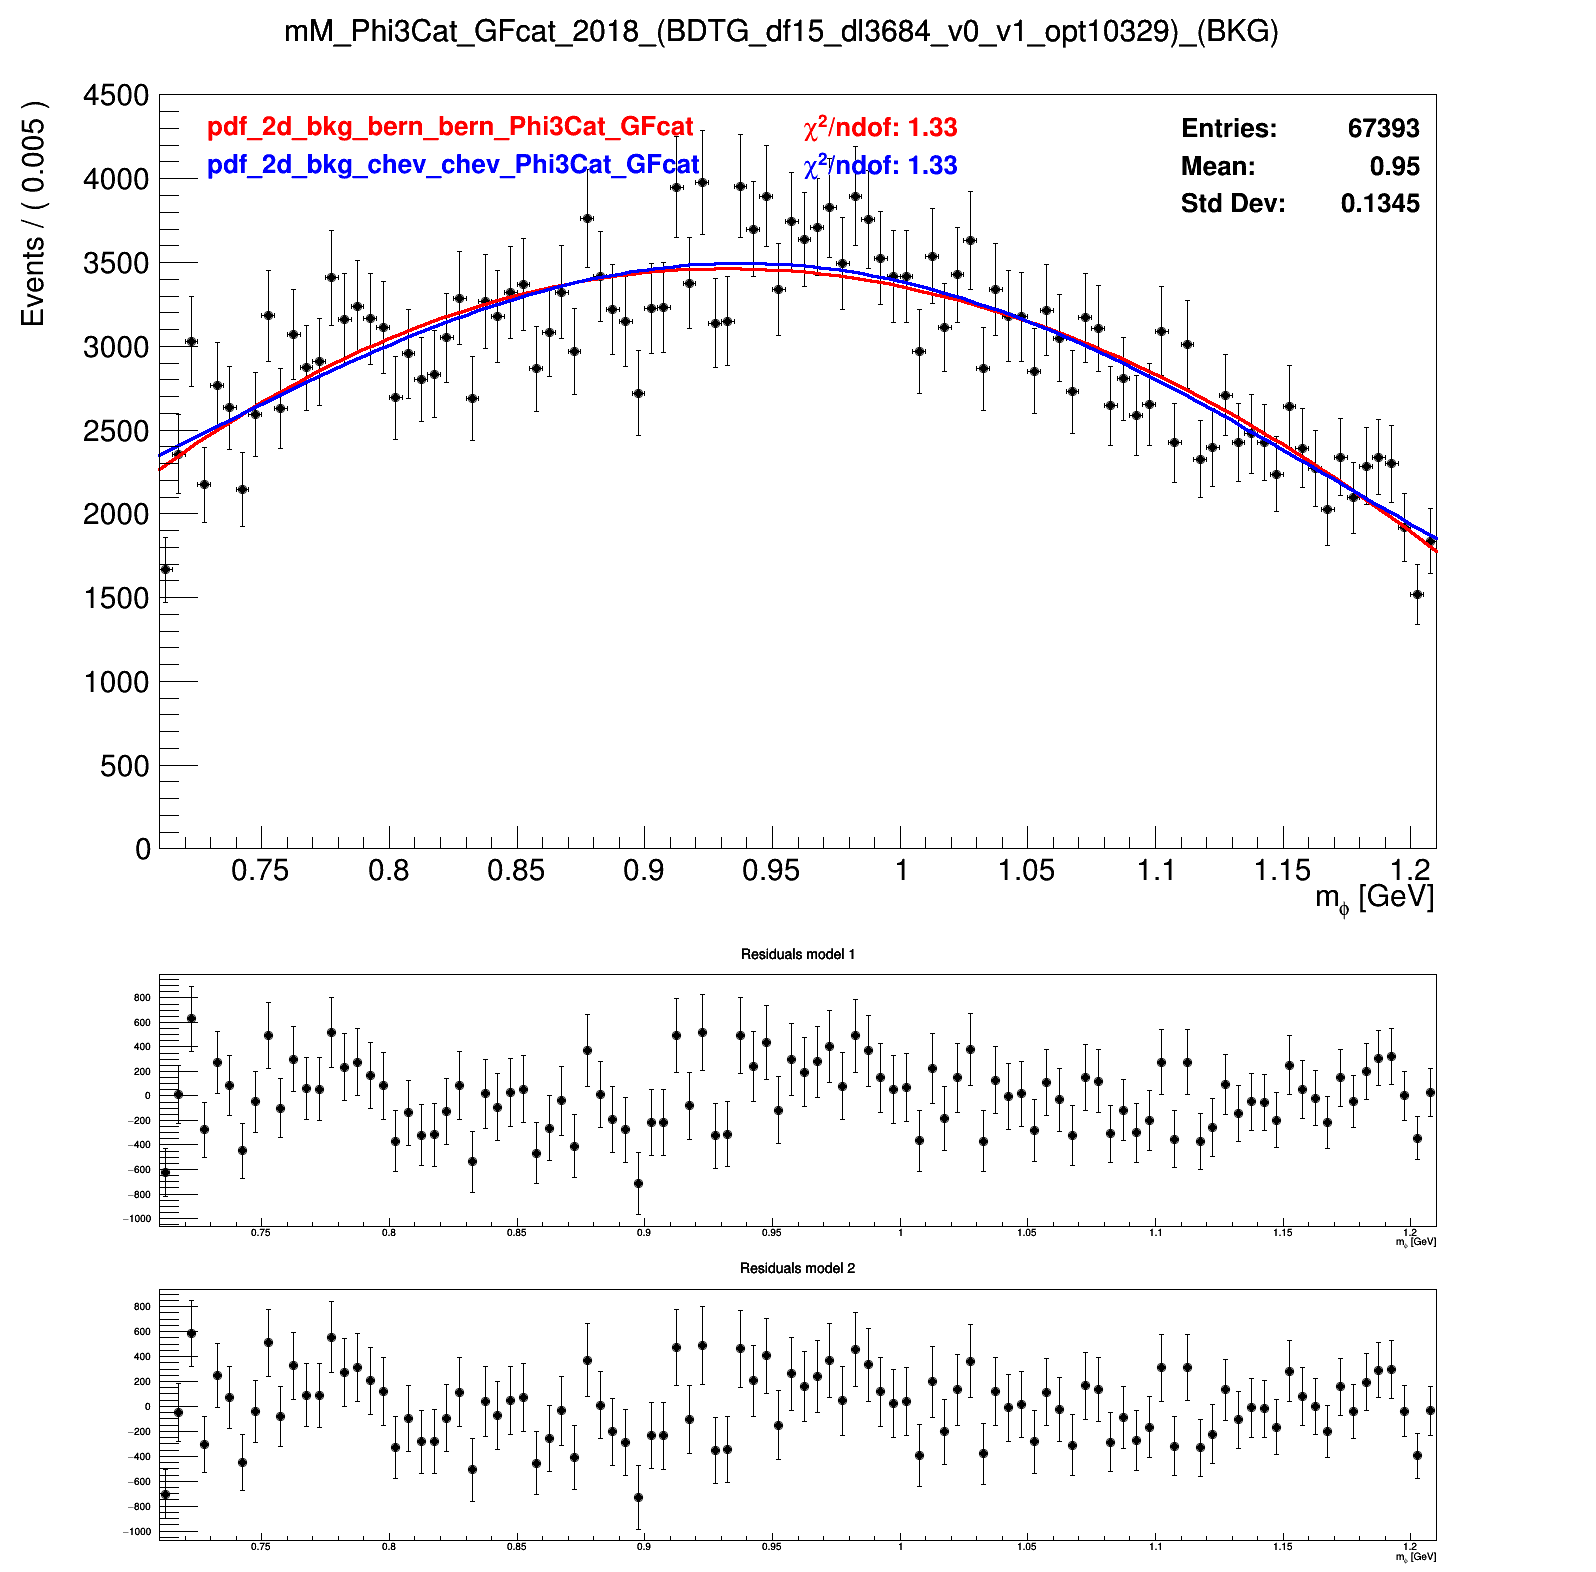 mM_Phi3Cat_GFcat_2018_(BDTG_df15_dl3684_v0_v1_opt10329)_(BKG)
Events / ( 0.005 )
pdf_2d_bkg_bern_bern_Phi3Cat_GFcat χ²/ndof: 1.33
pdf_2d_bkg_chev_chev_Phi3Cat_GFcat χ²/ndof: 1.33
Entries: 67393
Mean: 0.95
Std Dev: 0.1345
4500
4000
3500
3000
2500
2000
1500
1000
500
0
0.75 0.8 0.85 0.9 0.95 1 1.05 1.1 1.15 1.2
mϕ [GeV]
Residuals model 1
800
600
400
200
0
−200
−400
−600
−800
−1000
0.75 0.8 0.85 0.9 0.95 1 1.05 1.1 1.15 1.2
mϕ [GeV]
Residuals model 2
800
600
400
200
0
−200
−400
−600
−800
−1000
0.75 0.8 0.85 0.9 0.95 1 1.05 1.1 1.15 1.2
mϕ [GeV]